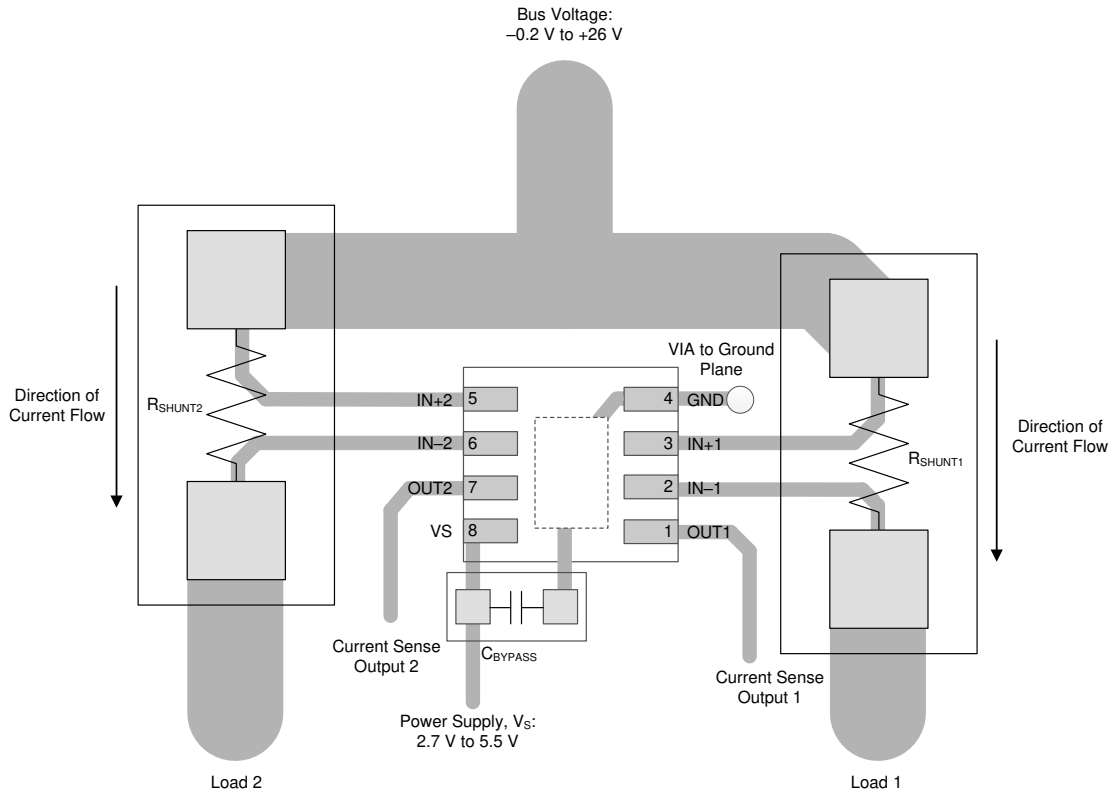 Bus Voltage:
–0.2 V to +26 V
Direction of
Current Flow
RSHUNT2
IN+2 5
IN–2 6
OUT2 7
VS 8
VIA to Ground
Plane
4 GND
3 IN+1
2 IN–1
1 OUT1
RSHUNT1
Direction of
Current Flow
Current Sense
Output 2
CBYPASS
Current Sense
Output 1
Power Supply, VS:
2.7 V to 5.5 V
Load 2
Load 1